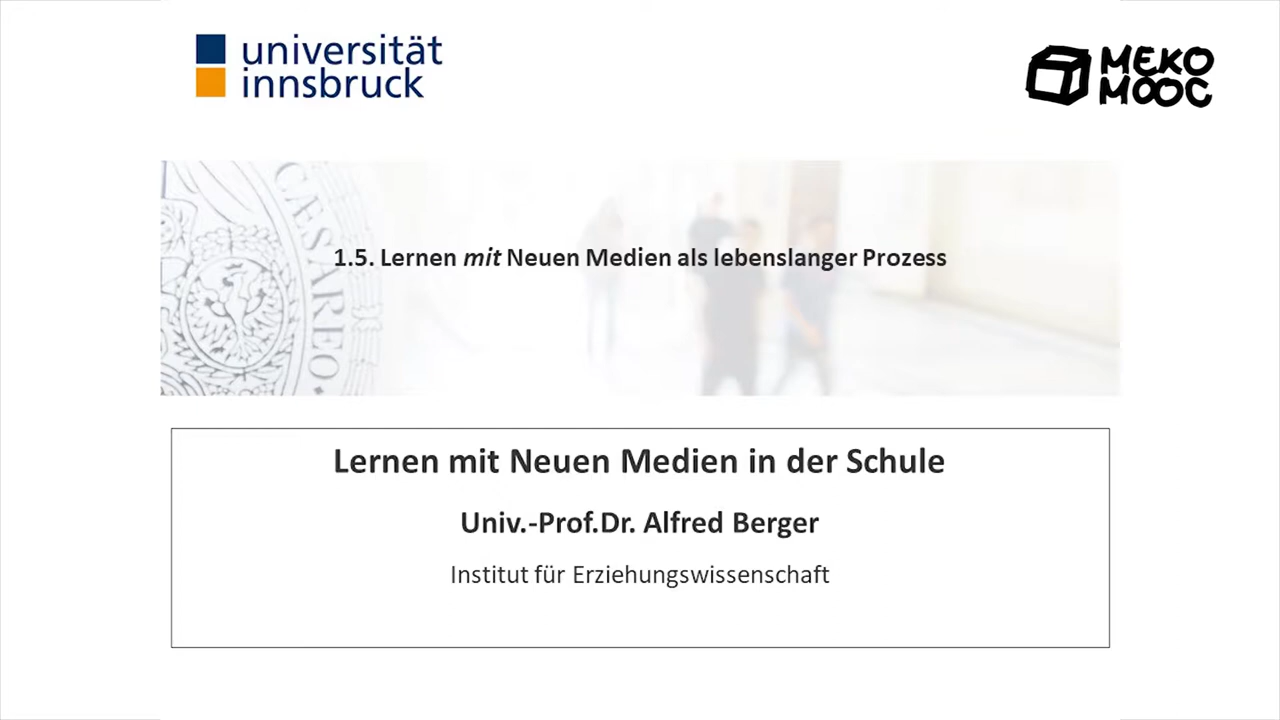 universität
innsbruck
MEKO
MOOC
CÆSAREO
1.5. Lernen mit Neuen Medien als lebenslanger Prozess
Lernen mit Neuen Medien in der Schule
Univ.-Prof.Dr. Alfred Berger
Institut für Erziehungswissenschaft